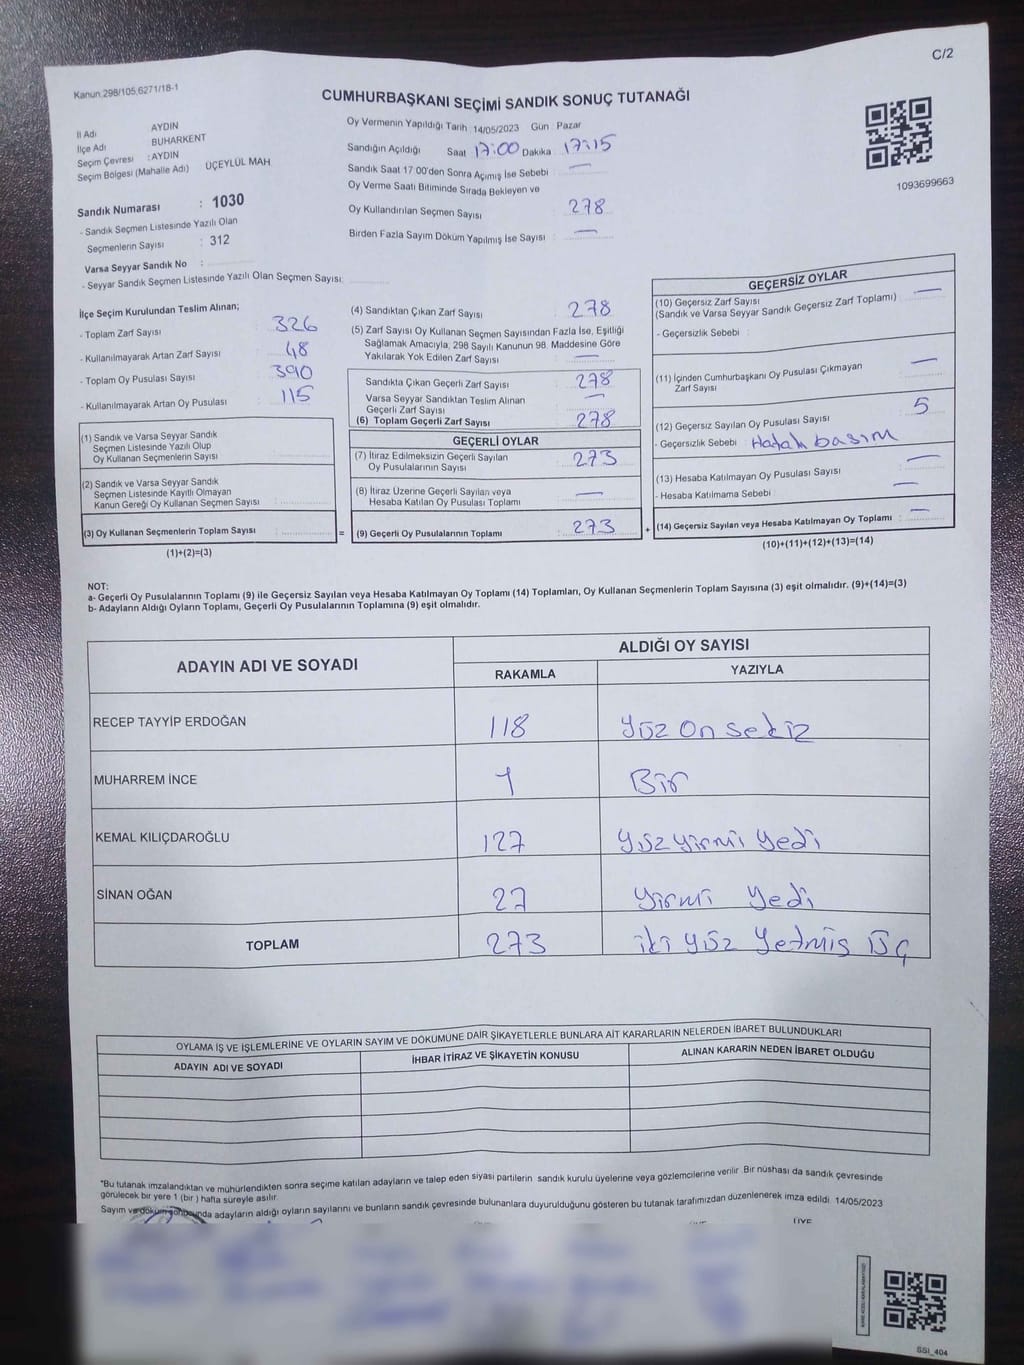 C/2
Kanun.298/105,6271/18-1
CUMHURBAŞKANI SEÇİMİ SANDIK SONUÇ TUTANAĞI
İl Adı AYDIN
İlçe Adı BUHARKENT
Seçim Çevresi : AYDIN
Seçim Bölgesi (Mahalle Adı) ÜÇEYLÜL MAH
Sandık Numarası : 1030
- Sandık Seçmen Listesinde Yazılı Olan
Seçmenlerin Sayısı : 312
Varsa Seyyar Sandık No :
- Seyyar Sandık Seçmen Listesinde Yazılı Olan Seçmen Sayısı:
Oy Vermenin Yapıldığı Tarih 14/05/2023 Gün Pazar
Sandığın Açıldığı Saat 17:00 Dakika 17:15
Sandık Saat 17 00'den Sonra Açımış İse Sebebi : —
Oy Verme Saati Bitiminde Sırada Bekleyen ve
Oy Kullandırılan Seçmen Sayısı : 278
Birden Fazla Sayım Döküm Yapılmış İse Sayısı : —
1093699663
İlçe Seçim Kurulundan Teslim Alınan;
- Toplam Zarf Sayısı 326
- Kullanılmayarak Artan Zarf Sayısı 48
- Toplam Oy Pusulası Sayısı 390
- Kullanılmayarak Artan Oy Pusulası 115
(1) Sandık ve Varsa Seyyar Sandık
Seçmen Listesinde Yazılı Olup
Oy Kullanan Seçmenlerin Sayısı
(2) Sandık ve Varsa Seyyar Sandık
Seçmen Listesinde Kayıtlı Olmayan
Kanun Gereği Oy Kullanan Seçmen Sayısı :
(3) Oy Kullanan Seçmenlerin Toplam Sayısı :
(1)+(2)=(3)
(4) Sandıktan Çıkan Zarf Sayısı 278
(5) Zarf Sayısı Oy Kullanan Seçmen Sayısından Fazla İse, Eşitliği
Sağlamak Amacıyla, 298 Sayılı Kanunun 98. Maddesine Göre
Yakılarak Yok Edilen Zarf Sayısı : —
Sandıkta Çıkan Geçerli Zarf Sayısı : 278
Varsa Seyyar Sandıktan Teslim Alınan
Geçerli Zarf Sayısı : —
(6) Toplam Geçerli Zarf Sayısı : 278
GEÇERLİ OYLAR
(7) İtiraz Edilmeksizin Geçerli Sayılan
Oy Pusulalarının Sayısı : 273
(8) İtiraz Üzerine Geçerli Sayılan veya
Hesaba Katılan Oy Pusulası Toplamı : —
= (9) Geçerli Oy Pusulalarının Toplamı : 273
GEÇERSİZ OYLAR
(10) Geçersiz Zarf Sayısı
(Sandık ve Varsa Seyyar Sandık Geçersiz Zarf Toplamı) : —
- Geçersizlik Sebebi :
(11) İçinden Cumhurbaşkanı Oy Pusulası Çıkmayan
Zarf Sayısı : —
(12) Geçersiz Sayılan Oy Pusulası Sayısı : 5
- Geçersizlik Sebebi : Hatalı basım
(13) Hesaba Katılmayan Oy Pusulası Sayısı : —
- Hesaba Katılmama Sebebi : —
+ (14) Geçersiz Sayılan veya Hesaba Katılmayan Oy Toplamı : —
(10)+(11)+(12)+(13)=(14)
NOT:
a- Geçerli Oy Pusulalarının Toplamı (9) ile Geçersiz Sayılan veya Hesaba Katılmayan Oy Toplamı (14) Toplamları, Oy Kullanan Seçmenlerin Toplam Sayısına (3) eşit olmalıdır. (9)+(14)=(3)
b- Adayların Aldığı Oyların Toplamı, Geçerli Oy Pusulalarının Toplamına (9) eşit olmalıdır.
ADAYIN ADI VE SOYADI ALDIĞI OY SAYISI
RAKAMLA YAZIYLA
RECEP TAYYİP ERDOĞAN 118 Yüz On Sekiz
MUHARREM İNCE 1 Bir
KEMAL KILIÇDAROĞLU 127 Yüz yirmi yedi
SİNAN OĞAN 27 Yirmi Yedi
TOPLAM 273 iki yüz Yetmiş Üç
OYLAMA İŞ VE İŞLEMLERİNE VE OYLARIN SAYIM VE DÖKÜMÜNE DAİR ŞİKAYETLERLE BUNLARA AİT KARARLARIN NELERDEN İBARET BULUNDUKLARI
ADAYIN ADI VE SOYADI İHBAR İTİRAZ VE ŞİKAYETİN KONUSU ALINAN KARARIN NEDEN İBARET OLDUĞU
*Bu tutanak imzalandıktan ve mühürlendikten sonra seçime katılan adayların ve talep eden siyasi partilerin sandık kurulu üyelerine veya gözlemcilerine verilir. Bir nüshası da sandık çevresinde
görülecek bir yere 1 (bir) hafta süreyle asılır.
Sayım ve döküm sonucunda adayların aldığı oyların sayılarını ve bunların sandık çevresinde bulunanlara duyurulduğunu gösteren bu tutanak tarafımızdan düzenlenerek imza edildi. 14/05/2023
ÜYE
SSI_404